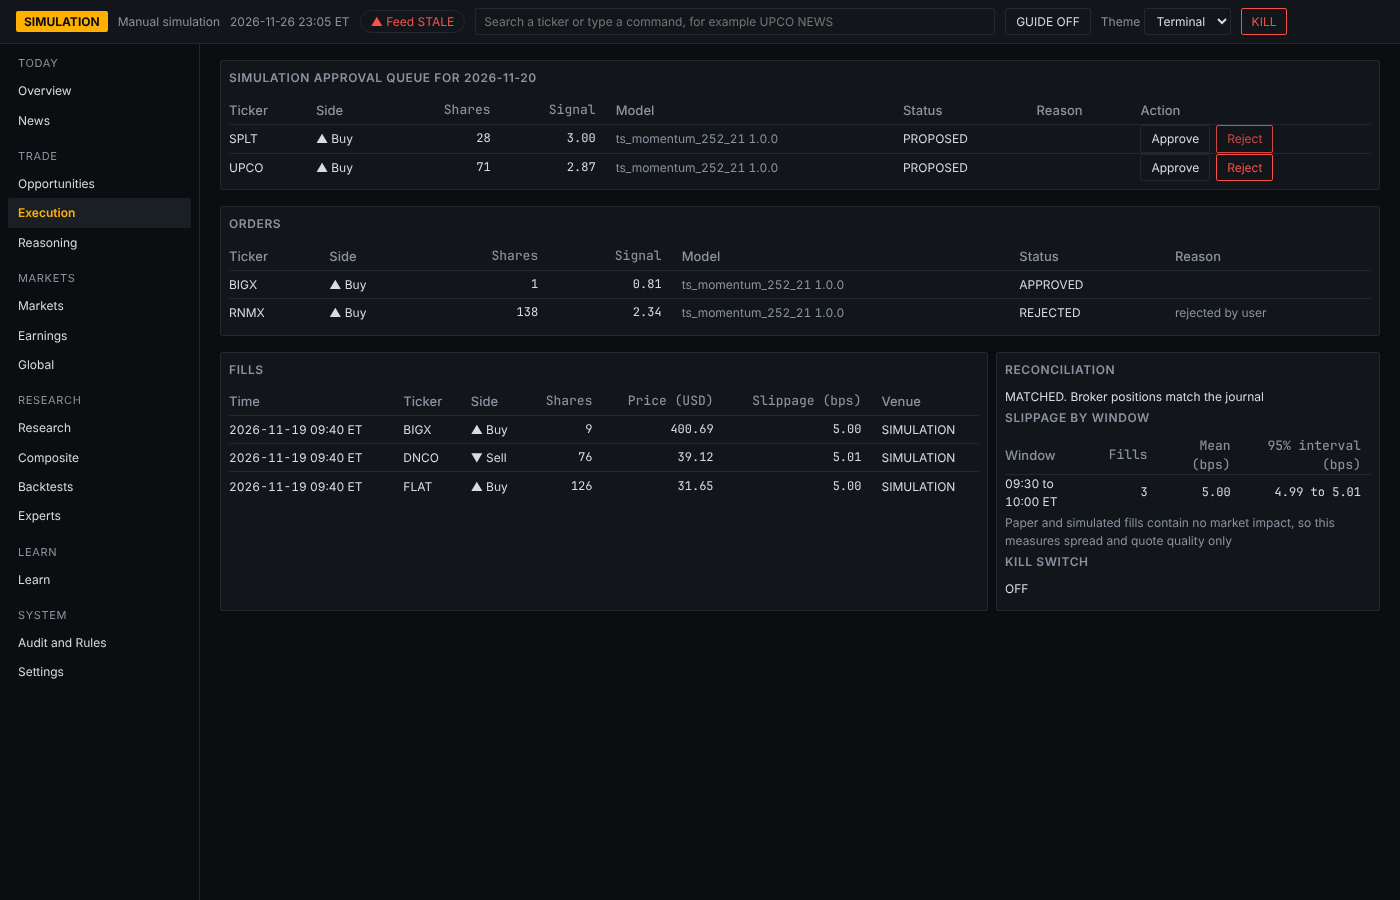 SIMULATION Manual simulation 2026-11-26 23:05 ET ▲ Feed STALE Search a ticker or type a command, for example UPCO NEWS GUIDE OFF Theme Terminal KILL
TODAY
Overview
News
TRADE
Opportunities
Execution
Reasoning
MARKETS
Markets
Earnings
Global
RESEARCH
Research
Composite
Backtests
Experts
LEARN
Learn
SYSTEM
Audit and Rules
Settings
SIMULATION APPROVAL QUEUE FOR 2026-11-20
Ticker Side Shares Signal Model Status Reason Action
SPLT ▲ Buy 28 3.00 ts_momentum_252_21 1.0.0 PROPOSED Approve Reject
UPCO ▲ Buy 71 2.87 ts_momentum_252_21 1.0.0 PROPOSED Approve Reject
ORDERS
Ticker Side Shares Signal Model Status Reason
BIGX ▲ Buy 1 0.81 ts_momentum_252_21 1.0.0 APPROVED
RNMX ▲ Buy 138 2.34 ts_momentum_252_21 1.0.0 REJECTED rejected by user
FILLS
Time Ticker Side Shares Price (USD) Slippage (bps) Venue
2026-11-19 09:40 ET BIGX ▲ Buy 9 400.69 5.00 SIMULATION
2026-11-19 09:40 ET DNCO ▼ Sell 76 39.12 5.01 SIMULATION
2026-11-19 09:40 ET FLAT ▲ Buy 126 31.65 5.00 SIMULATION
RECONCILIATION
MATCHED. Broker positions match the journal
SLIPPAGE BY WINDOW
Window Fills Mean (bps) 95% interval (bps)
09:30 to 10:00 ET 3 5.00 4.99 to 5.01
Paper and simulated fills contain no market impact, so this
measures spread and quote quality only
KILL SWITCH
OFF